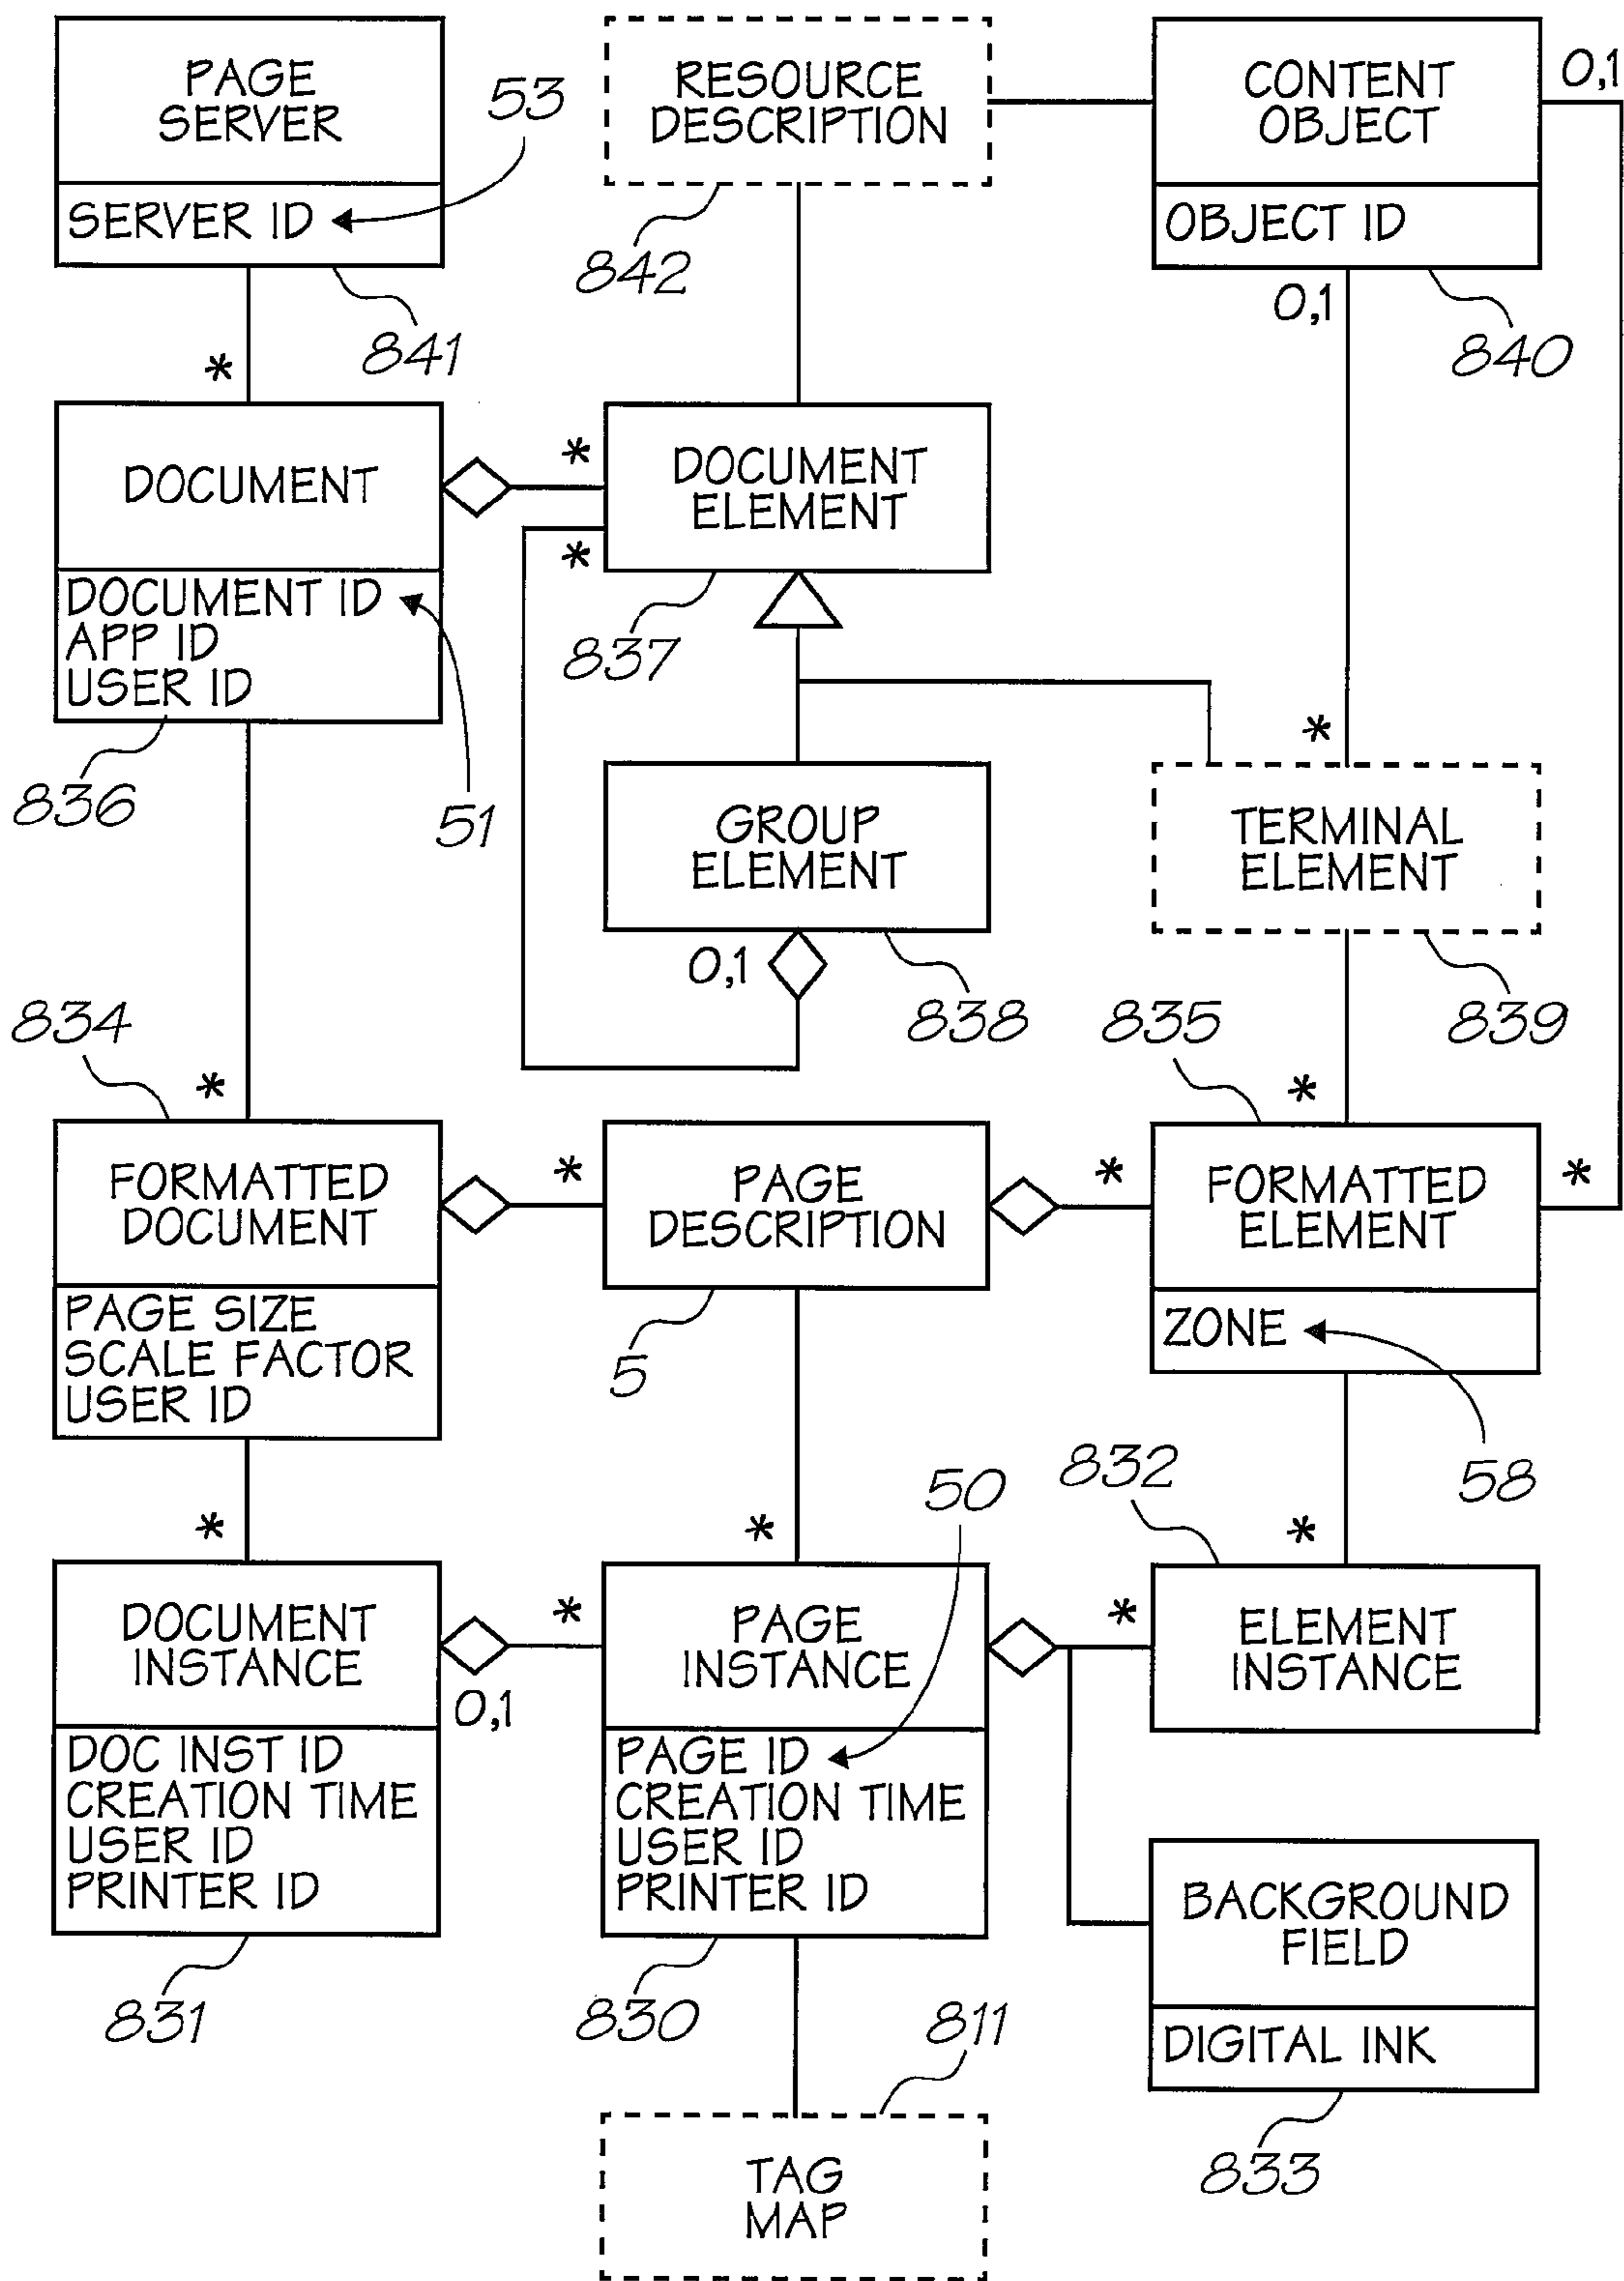 PAGE
SERVER
SERVER ID
53
841
RESOURCE
DESCRIPTION
842
CONTENT
OBJECT
OBJECT ID
0,1
0,1
840
*
DOCUMENT
DOCUMENT ID
APP ID
USER ID
836
51
*
*
DOCUMENT
ELEMENT
837
GROUP
ELEMENT
0,1
838
*
TERMINAL
ELEMENT
839
834
*
FORMATTED
DOCUMENT
PAGE SIZE
SCALE FACTOR
USER ID
*
PAGE
DESCRIPTION
5
835
*
*
*
FORMATTED
ELEMENT
ZONE
58
*
DOCUMENT
INSTANCE
0,1
DOC INST ID
CREATION TIME
USER ID
PRINTER ID
831
*
*
50
PAGE
INSTANCE
PAGE ID
CREATION TIME
USER ID
PRINTER ID
830
832
*
*
ELEMENT
INSTANCE
BACKGROUND
FIELD
DIGITAL INK
833
811
TAG
MAP